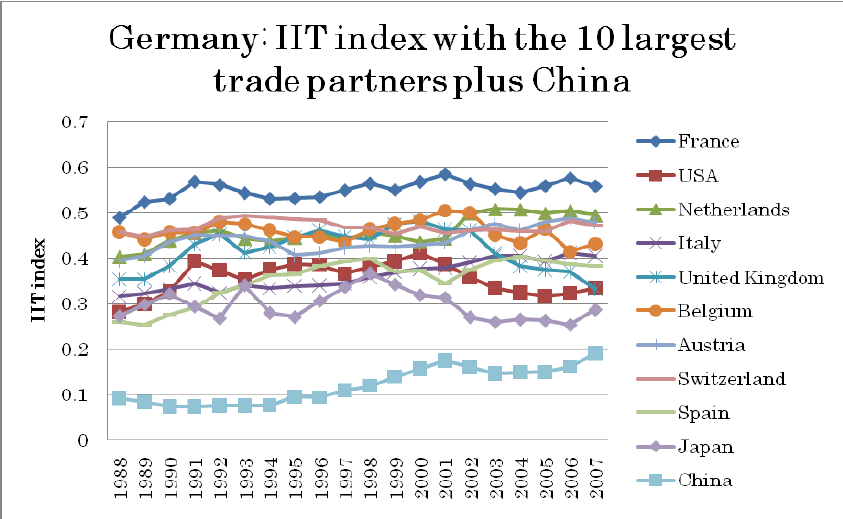 Germany: IIT index with the 10 largest
trade partners plus China
IIT index
0.7
0.6
0.5
0.4
0.3
0.2
0.1
0
1988
1989
1990
1991
1992
1993
1994
1995
1996
1997
1998
1999
2000
2001
2002
2003
2004
2005
2006
2007
France
USA
Netherlands
Italy
United Kingdom
Belgium
Austria
Switzerland
Spain
Japan
China